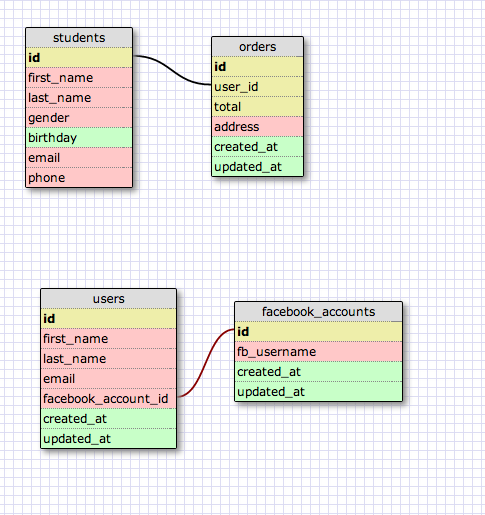 students
id
first_name
last_name
gender
birthday
email
phone
orders
id
user_id
total
address
created_at
updated_at
users
id
first_name
last_name
email
facebook_account_id
created_at
updated_at
facebook_accounts
id
fb_username
created_at
updated_at